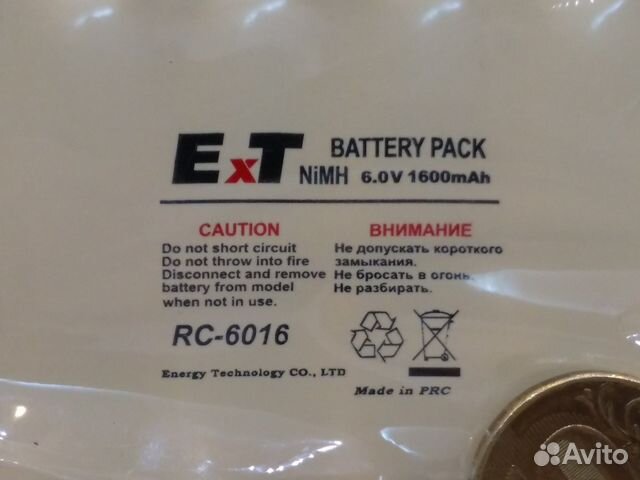 ExT BATTERY PACK
NiMH 6.0V 1600mAh
CAUTION
Do not short circuit
Do not throw into fire
Disconnect and remove
battery from model
when not in use.
ВНИМАНИЕ
Не допускать короткого
замыкания.
Не бросать в огонь.
Не разбирать.
RC-6016
Energy Technology CO., LTD
Made in PRC
Avito